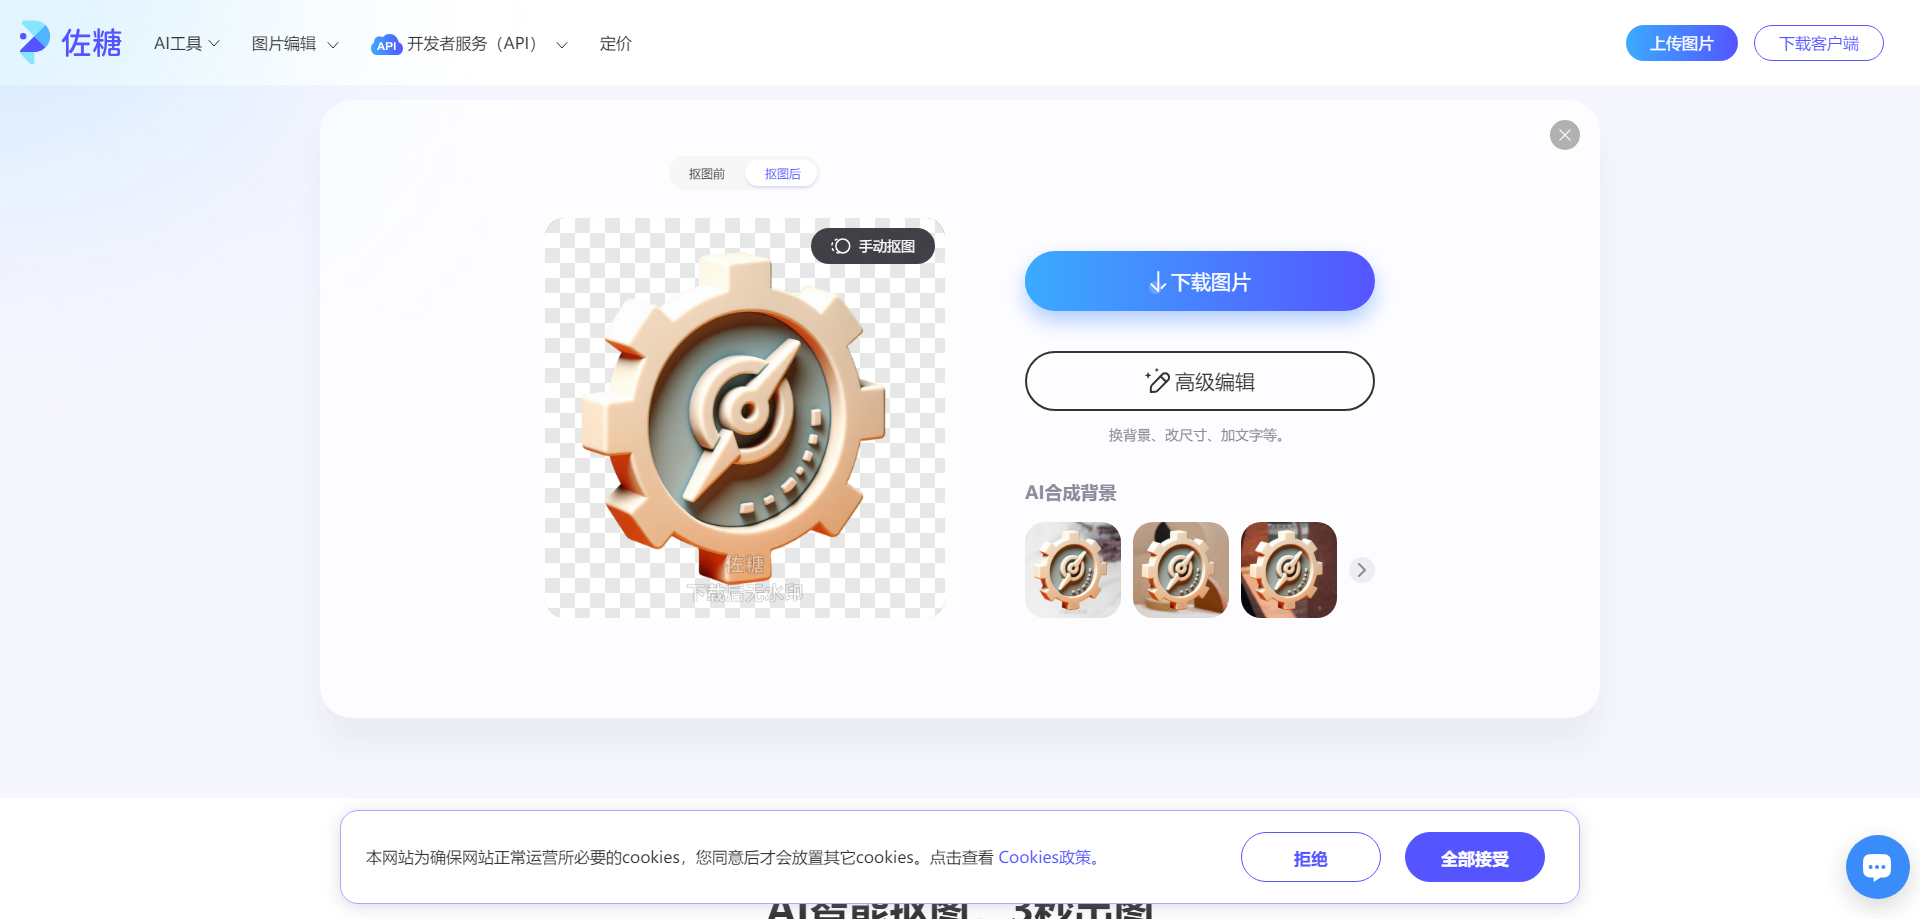 佐糖
AI工具
图片编辑
API 开发者服务（API）
定价
上传图片
下载客户端
抠图前
抠图后
手动抠图
下载图片
高级编辑
换背景、改尺寸、加文字等。
AI合成背景
佐糖
下载后无水印
本网站为确保网站正常运营所必要的cookies，您同意后才会放置其它cookies。点击查看 Cookies政策。
拒绝
全部接受
AI智能抠图，3秒出图